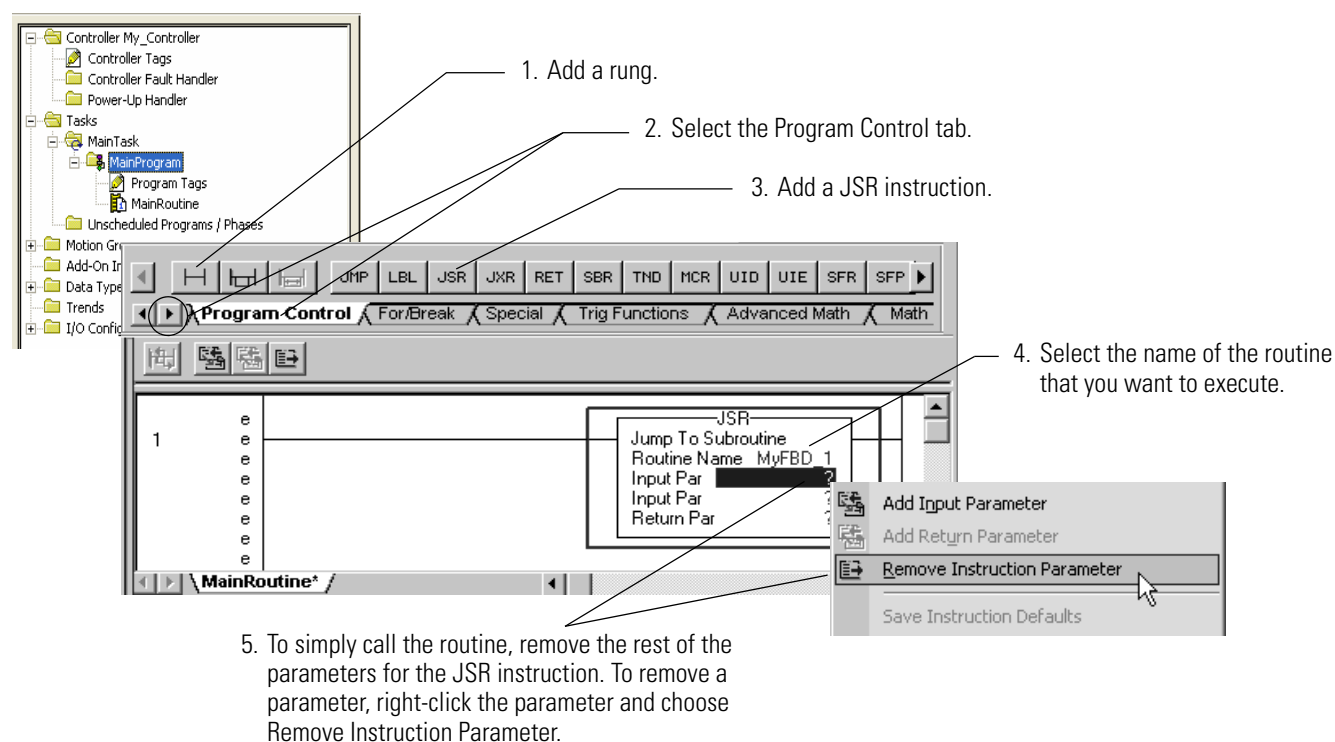 Controller My_Controller
Controller Tags
Controller Fault Handler
Power-Up Handler
Tasks
MainTask
MainProgram
Program Tags
MainRoutine
Unscheduled Programs / Phases
Motion Gr
Add-On In
Data Type
Trends
I/O Config
1. Add a rung.
2. Select the Program Control tab.
3. Add a JSR instruction.
JMP LBL JSR JXR RET SBR TND MCR UID UIE SFR SFP
Program Control For/Break Special Trig Functions Advanced Math Math
4. Select the name of the routine
that you want to execute.
1
e
e
e
e
e
e
e
e
JSR
Jump To Subroutine
Routine Name MyFBD_1
Input Par ?
Input Par ?
Return Par ?
MainRoutine*
Add Input Parameter
Add Return Parameter
Remove Instruction Parameter
Save Instruction Defaults
5. To simply call the routine, remove the rest of the
parameters for the JSR instruction. To remove a
parameter, right-click the parameter and choose
Remove Instruction Parameter.